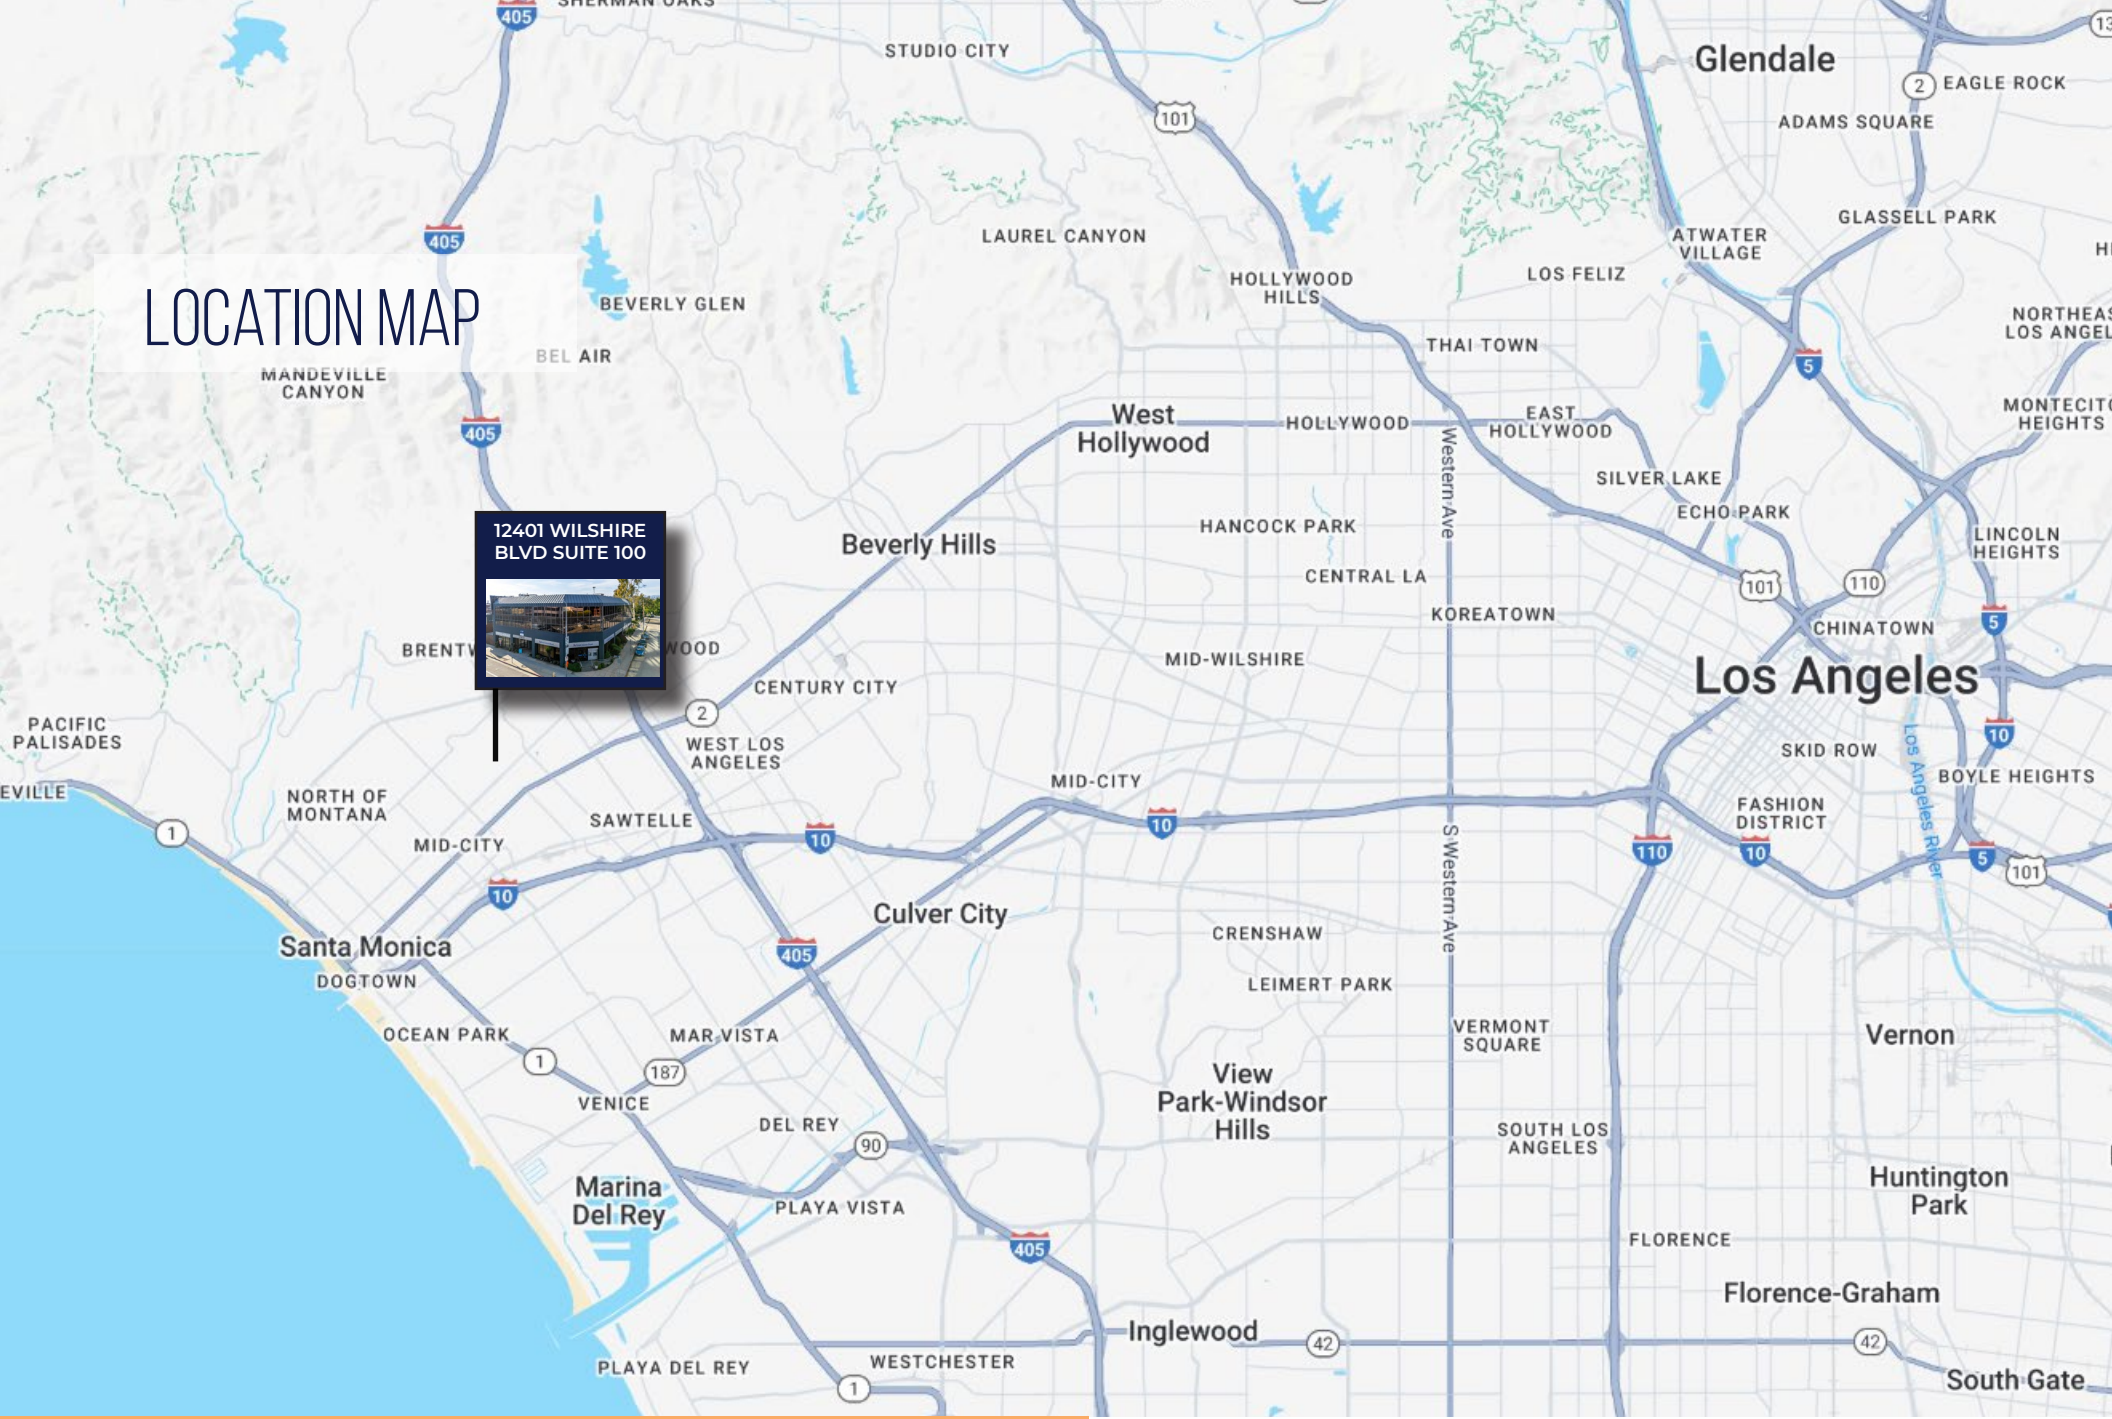 SHERMAN OAKS
405
STUDIO CITY
Glendale
2
EAGLE ROCK
ADAMS SQUARE
101
GLASSELL PARK
405
LAUREL CANYON
ATWATER
VILLAGE
LOS FELIZ
HOLLYWOOD
HILLS
BEVERLY GLEN
LOCATION MAP
BEL AIR
MANDEVILLE
CANYON
THAI TOWN
5
405
West
Hollywood
HOLLYWOOD
EAST
HOLLYWOOD
Western Ave
SILVER LAKE
ECHO PARK
12401 WILSHIRE
BLVD SUITE 100
Beverly Hills
HANCOCK PARK
CENTRAL LA
KOREATOWN
LINCOLN
HEIGHTS
101
110
5
CHINATOWN
MID-WILSHIRE
CENTURY CITY
Los Angeles
2
PACIFIC
PALISADES
WEST LOS
ANGELES
SKID ROW
10
Los Angeles River
BOYLE HEIGHTS
MID-CITY
EVILLE
NORTH OF
MONTANA
1
SAWTELLE
MID-CITY
10
10
10
FASHION
DISTRICT
110
10
5
101
S Western Ave
Culver City
CRENSHAW
Santa Monica
DOGTOWN
405
LEIMERT PARK
OCEAN PARK
MAR VISTA
VERMONT
SQUARE
Vernon
1
187
VENICE
View
Park-Windsor
Hills
DEL REY
90
SOUTH LOS
ANGELES
Marina
Del Rey
PLAYA VISTA
Huntington
Park
405
FLORENCE
Florence-Graham
Inglewood
42
42
PLAYA DEL REY
WESTCHESTER
1
South Gate